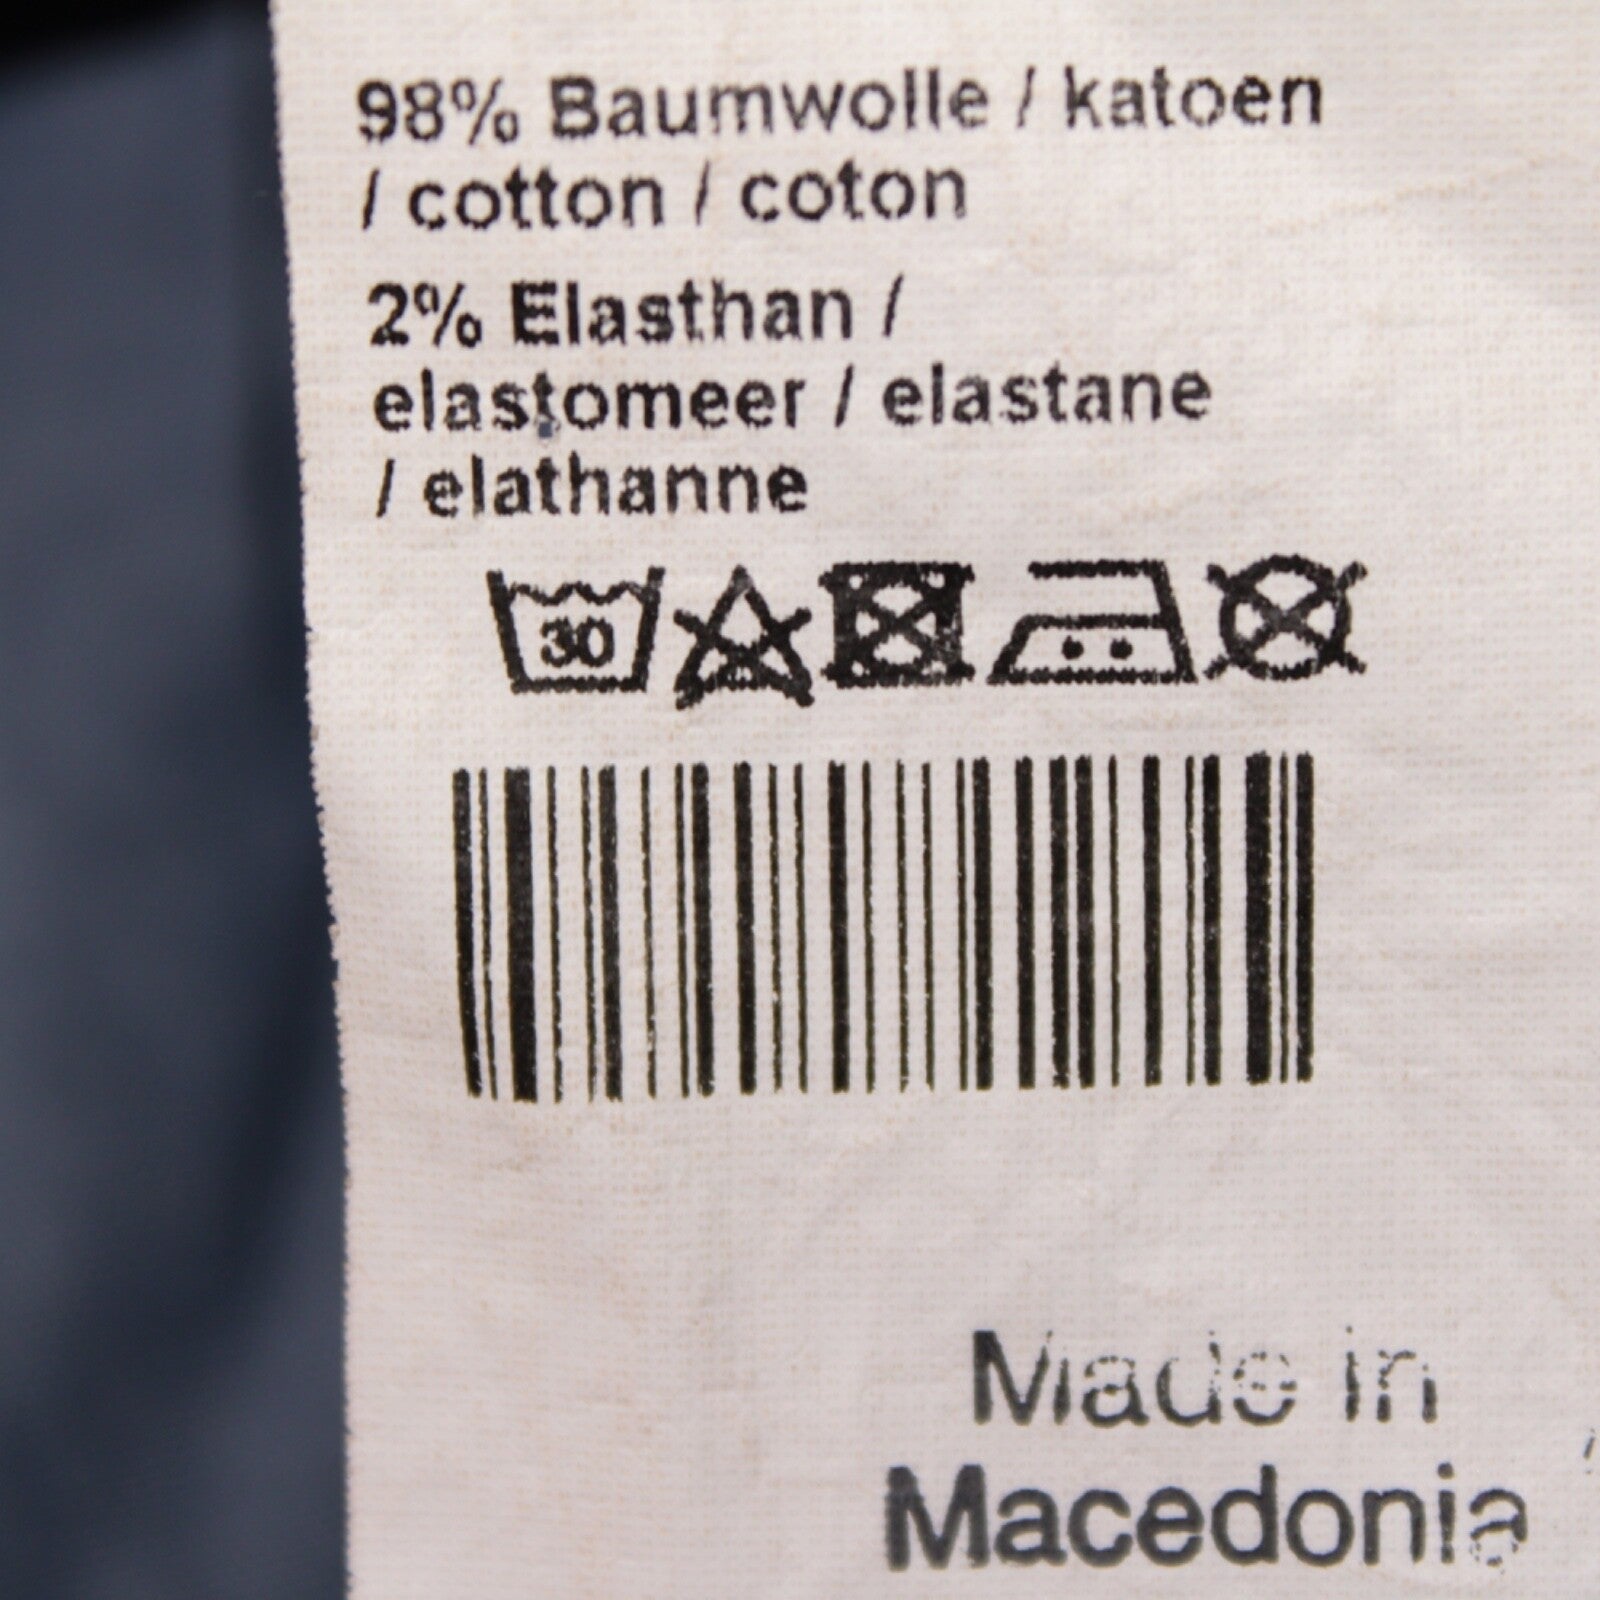 98% Baumwolle / katoen
/ cotton / coton
2% Elasthan /
elastomeer / elastane
/ elathanne
30
Made in
Macedonia